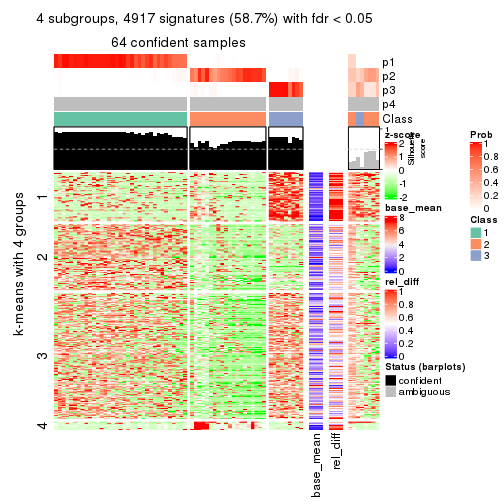 4 subgroups, 4917 signatures (58.7%) with fdr < 0.05
64 confident samples
p1
p2
p3
p4
Class
1
Silhouette
score
k-means with 4 groups
1
2
3
4
base_mean
rel_diff
z-score
2
1
0
-1
-2
base_mean
8
6
4
2
0
rel_diff
1
0.8
0.6
0.4
0.2
0
Status (barplots)
confident
ambiguous
Prob
1
0.8
0.6
0.4
0.2
0
Class
1
2
3